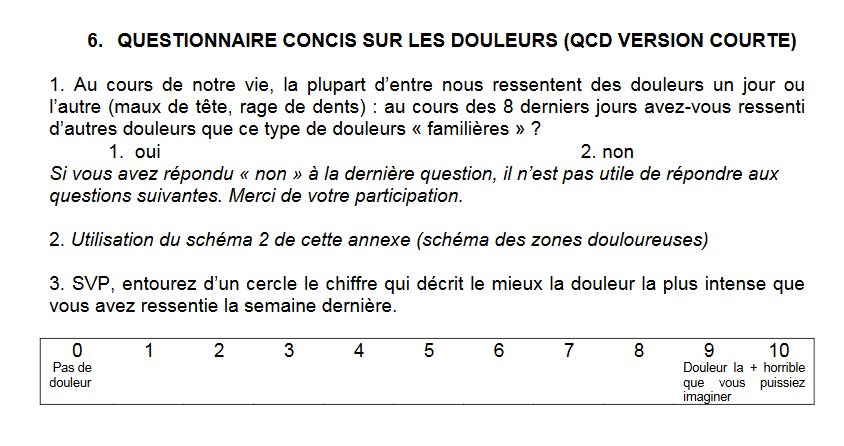 6. QUESTIONNAIRE CONCIS SUR LES DOULEURS (QCD VERSION COURTE)
1. Au cours de notre vie, la plupart d’entre nous ressentent des douleurs un jour ou
l’autre (maux de tête, rage de dents) : au cours des 8 derniers jours avez-vous ressenti
d’autres douleurs que ce type de douleurs « familières » ?
1. oui 2. non
Si vous avez répondu « non » à la dernière question, il n’est pas utile de répondre aux
questions suivantes. Merci de votre participation.
2. Utilisation du schéma 2 de cette annexe (schéma des zones douloureuses)
3. SVP, entourez d’un cercle le chiffre qui décrit le mieux la douleur la plus intense que
vous avez ressentie la semaine dernière.
0 1 2 3 4 5 6 7 8 9 10
Pas de Douleur la + horrible
douleur que vous puissiez
imaginer